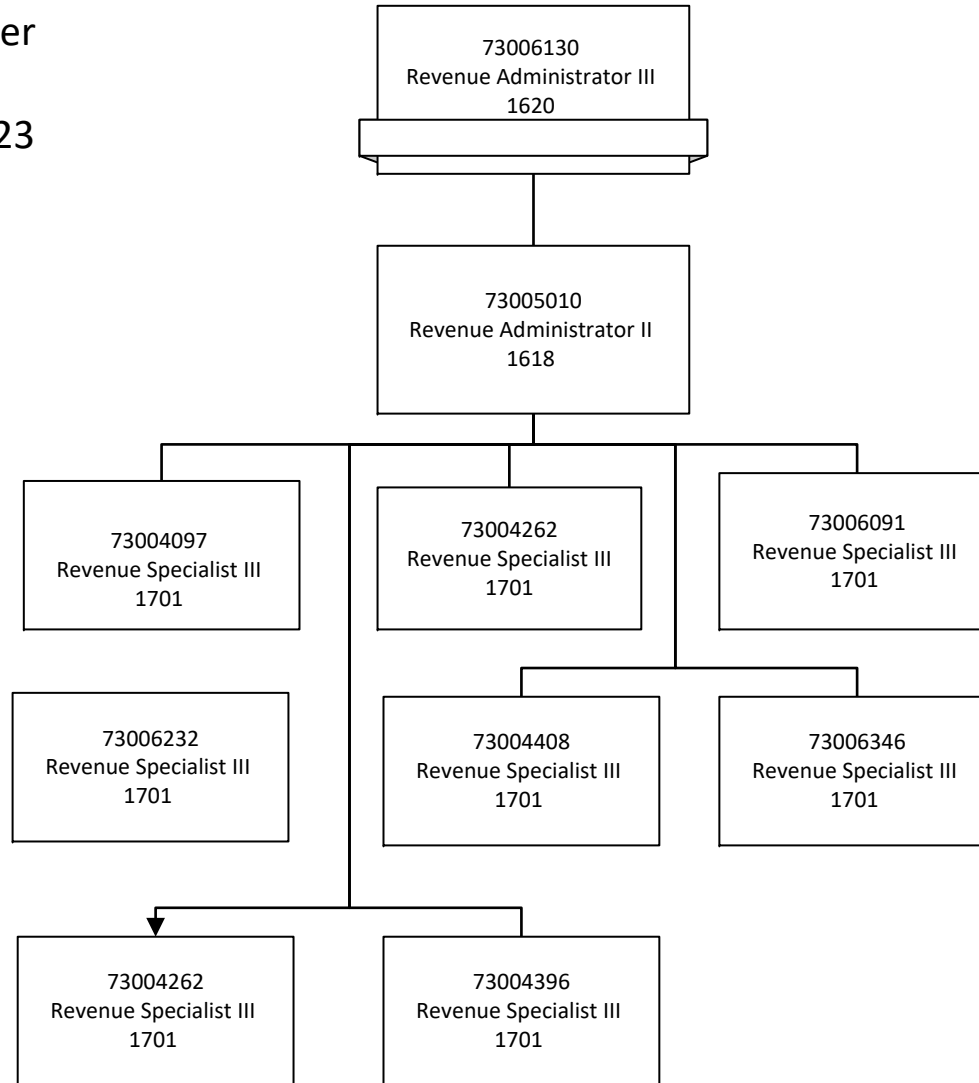 er
23
73006130
Revenue Administrator III
1620
73005010
Revenue Administrator II
1618
73004097
Revenue Specialist III
1701
73004262
Revenue Specialist III
1701
73006091
Revenue Specialist III
1701
73006232
Revenue Specialist III
1701
73004408
Revenue Specialist III
1701
73006346
Revenue Specialist III
1701
73004262
Revenue Specialist III
1701
73004396
Revenue Specialist III
1701